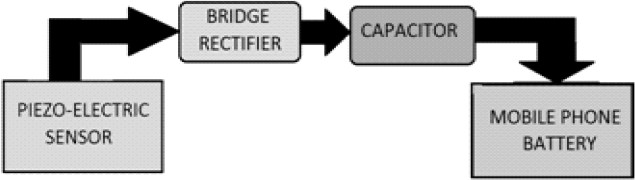 BRIDGE
RECTIFIER
CAPACITOR
PIEZO-ELECTRIC
SENSOR
MOBILE PHONE
BATTERY